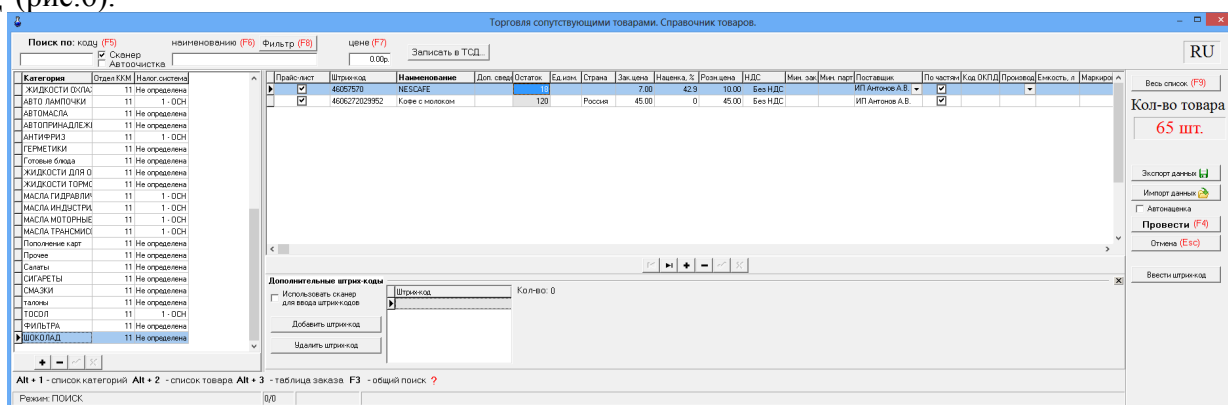 (рис.6).
Торговля сопутствующими товарами. Справочник товаров.
Поиск по: коду (F5) наименованию (F6) Фильтр (F8) цене (F7) Записать в ТСД... RU
Сканер 0.00р.
Автоочистка
Категория Отдел ККМ Налог.система Прайс-лист Штрих-код Наименование Доп. свед Остаток Ед.изм. Страна Зак.цена Наценка, % Розн.цена НДС Мин. зак Мин. парт Поставщик По частям Код ОКПД Производ Емкость, л Маркиро Весь список (F9)
ЖИДКОСТИ ОХЛА 11 Не определена 46057570 NESCAFE 18 7.00 42.9 10.00 Без НДС ИП Антонов А.В.
АВТО ЛАМПОЧКИ 11 1 - ОСН 4606272029952 Кофе с молоком 120 Россия 45.00 0 45.00 Без НДС ИП Антонов А.В.
Кол-во товара
65 шт.
АВТОМАСЛА 11 Не определена
АВТОПРИНАДЛЕЖ 11 Не определена
АНТИФРИЗ 11 1 - ОСН
ГЕРМЕТИКИ 11 Не определена
Готовые блюда 11 Не определена
ЖИДКОСТИ ДЛЯ О 11 Не определена Экспорт данных
ЖИДКОСТИ ТОРМО 11 Не определена
МАСЛА ГИДРАВЛИЧ 11 1 - ОСН Импорт данных
МАСЛА ИНДУСТРИ 11 1 - ОСН Автонаценка
МАСЛА МОТОРНЫЕ 11 1 - ОСН Провести (F4)
МАСЛА ТРАНСМИС 11 1 - ОСН
Пополнение карт 11 Не определена Отмена (Esc)
Прочее 11 Не определена
Салаты 11 Не определена
СИГАРЕТЫ 11 Не определена Дополнительные штрих-коды Ввести штрих-код
СМАЗКИ 11 Не определена Использовать сканер для ввода штрих-кодов Штрих-код Кол-во: 0
талоны 11 Не определена
ТОСОЛ 11 1 - ОСН Добавить штрих-код
ФИЛЬТРА 11 Не определена
ШОКОЛАД 11 Не определена Удалить штрих-код
Alt + 1 - список категорий Alt + 2 - список товара Alt + 3 - таблица заказа F3 - общий поиск ?
Режим: ПОИСК 0/0